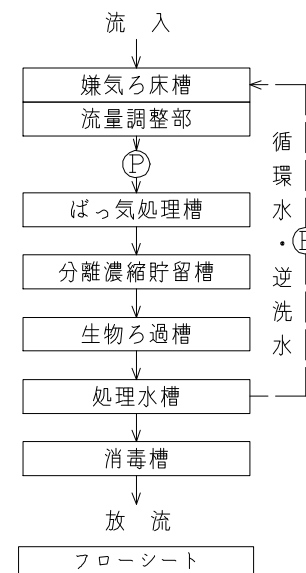 流 入
嫌気ろ床槽
流量調整部
P
ばっ気処理槽
分離濃縮貯留槽
生物ろ過槽
処理水槽
消毒槽
放 流
循環水・逆洗水
フローシート